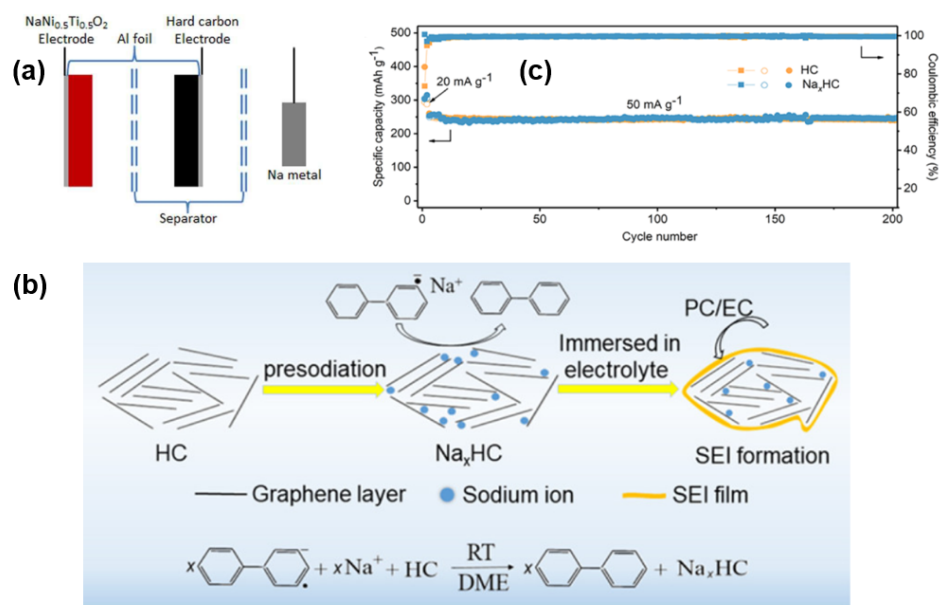 (a)
NaNi₀.₅Ti₀.₅O₂
Electrode
Al foil
Hard carbon
Electrode
Na metal
Separator
(c)
Specific capacity (mAh g⁻¹)
500
400
300
200
100
0
20 mA g⁻¹
50 mA g⁻¹
HC
NaₓHC
0
50
100
150
200
Cycle number
100
80
60
40
20
Coulombic efficiency (%)
(b)
Na⁺
presodiation
Immersed in
electrolyte
PC/EC
HC
NaₓHC
SEI formation
Graphene layer
Sodium ion
SEI film
x + xNa⁺ + HC RT DME x + NaₓHC